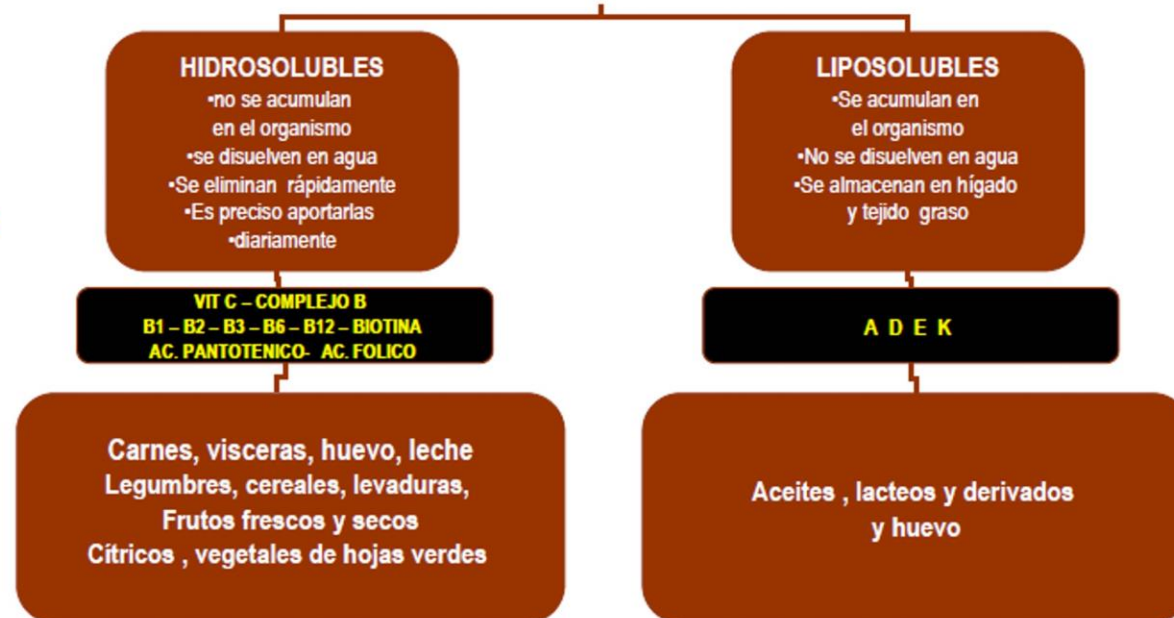 HIDROSOLUBLES
•no se acumulan
en el organismo
•se disuelven en agua
•Se eliminan rápidamente
•Es preciso aportarlas
•diariamente
VIT C – COMPLEJO B
B1 – B2 – B3 – B6 – B12 – BIOTINA
AC. PANTOTENICO- AC. FOLICO
Carnes, visceras, huevo, leche
Legumbres, cereales, levaduras,
Frutos frescos y secos
Cítricos , vegetales de hojas verdes
LIPOSOLUBLES
•Se acumulan en
el organismo
•No se disuelven en agua
•Se almacenan en hígado
y tejido graso
A D E K
Aceites , lacteos y derivados
y huevo